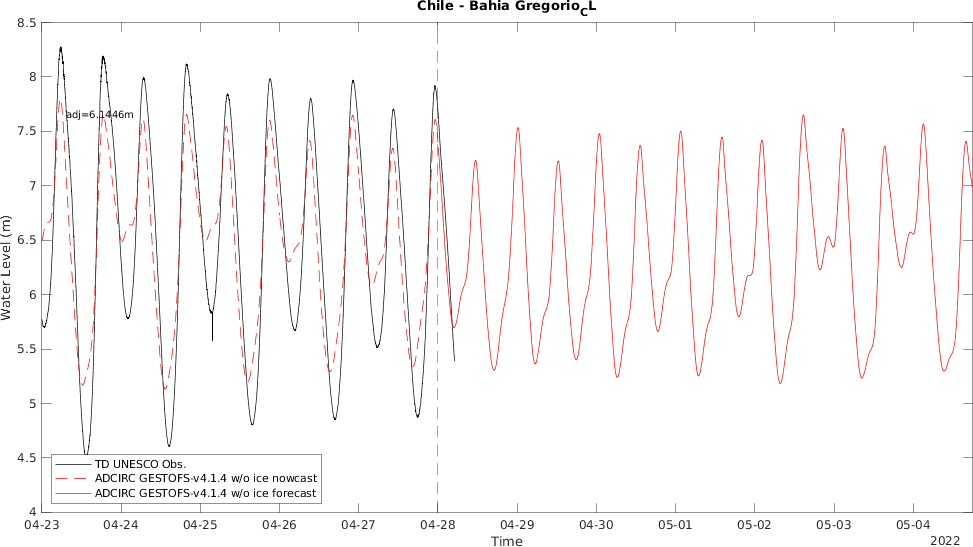 Chile - Bahia Gregorio_CL
8.5
8
7.5
7
6.5
6
5.5
5
4.5
4
Water Level (m)
adj=6.1446m
TD UNESCO Obs.
ADCIRC GESTOFS-v4.1.4 w/o ice nowcast
ADCIRC GESTOFS-v4.1.4 w/o ice forecast
04-23 04-24 04-25 04-26 04-27 04-28 04-29 04-30 05-01 05-02 05-03 05-04
Time
2022